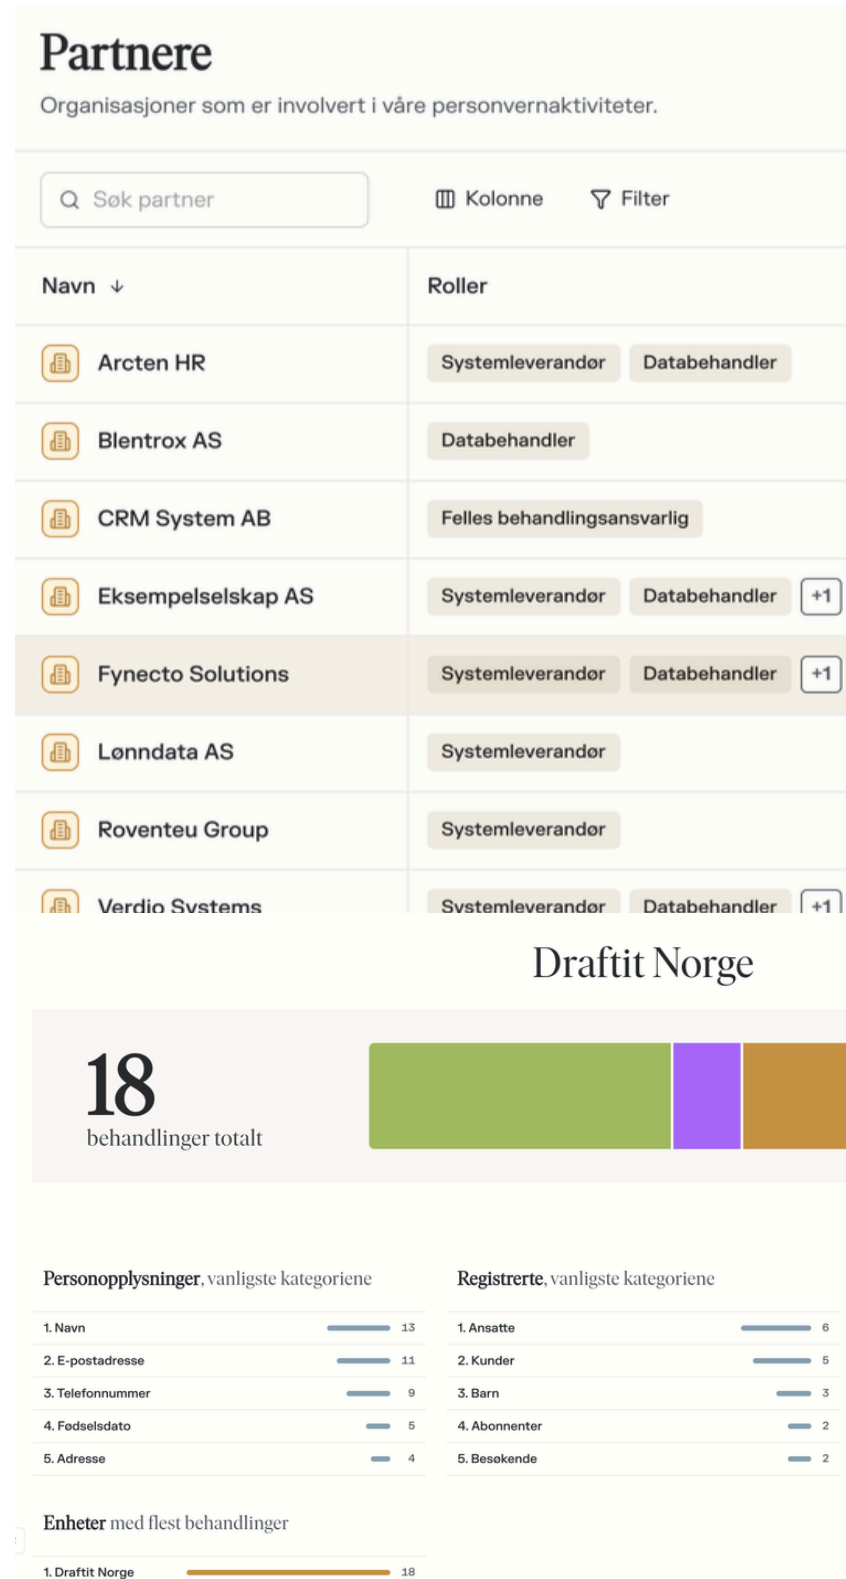 Partnere
Organisasjoner som er involvert i våre personvernaktiviteter.
Søk partner Kolonne Filter
Navn ↓ Roller
Arcten HR Systemleverandør Databehandler
Blentrox AS Databehandler
CRM System AB Felles behandlingsansvarlig
Eksempelselskap AS Systemleverandør Databehandler +1
Fynecto Solutions Systemleverandør Databehandler +1
Lønndata AS Systemleverandør
Roventeu Group Systemleverandør
Verdio Systems Systemleverandør Databehandler +1
Draftit Norge
18
behandlinger totalt
Personopplysninger, vanligste kategoriene
1. Navn 13
2. E-postadresse 11
3. Telefonnummer 9
4. Fødselsdato 5
5. Adresse 4
Registrerte, vanligste kategoriene
1. Ansatte 6
2. Kunder 5
3. Barn 3
4. Abonnenter 2
5. Besøkende 2
Enheter med flest behandlinger
1. Draftit Norge 18